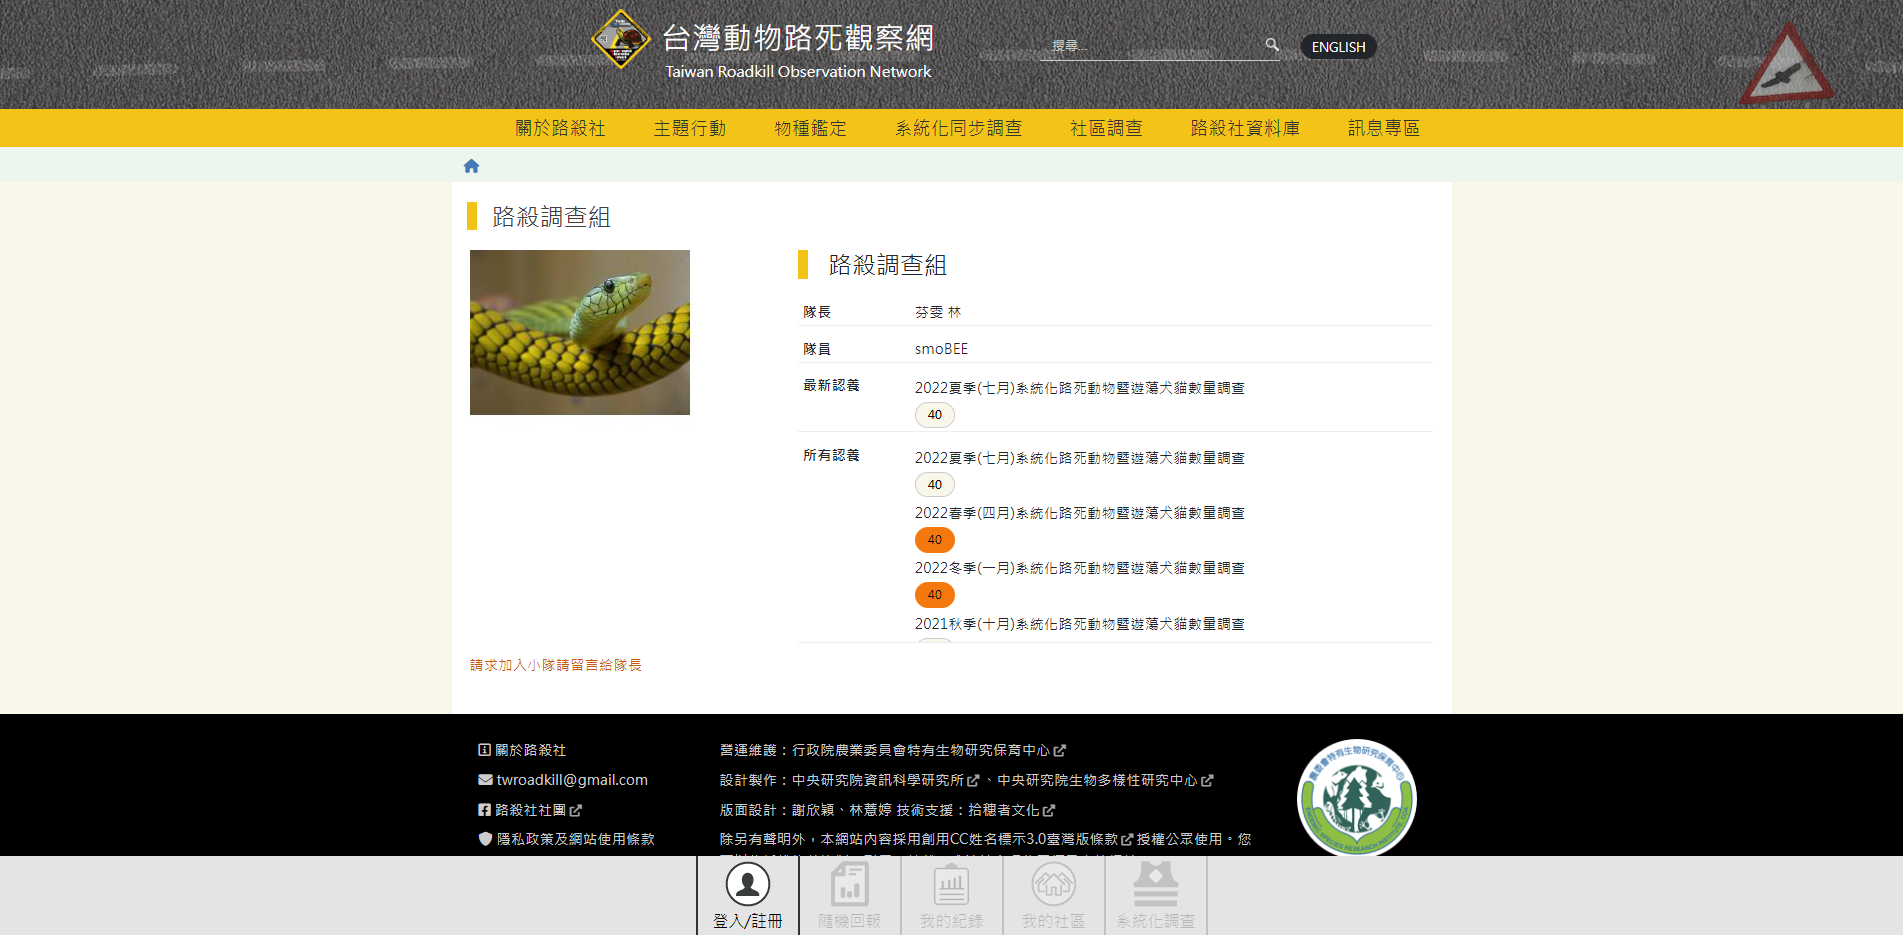 台灣動物路死觀察網
Taiwan Roadkill Observation Network
搜尋...
ENGLISH
關於路殺社 主題行動 物種鑑定 系統化同步調查 社區調查 路殺社資料庫 訊息專區
路殺調查組
路殺調查組
隊長 芬雯 林
隊員 smoBEE
最新認養 2022夏季(七月)系統化路死動物暨遊蕩犬貓數量調查
40
所有認養 2022夏季(七月)系統化路死動物暨遊蕩犬貓數量調查
40
2022春季(四月)系統化路死動物暨遊蕩犬貓數量調查
40
2022冬季(一月)系統化路死動物暨遊蕩犬貓數量調查
40
2021秋季(十月)系統化路死動物暨遊蕩犬貓數量調查
請求加入小隊請留言給隊長
關於路殺社
twroadkill@gmail.com
路殺社社團
隱私政策及網站使用條款
營運維護：行政院農業委員會特有生物研究保育中心
設計製作：中央研究院資訊科學研究所、中央研究院生物多樣性研究中心
版面設計：謝欣穎、林薏婷 技術支援：拾穗者文化
除另有聲明外，本網站內容採用創用CC姓名標示3.0臺灣版條款授權公眾使用。您
農委會特有生物研究保育中心
ENDEMIC SPECIES RESEARCH INSTITUTE, COA
登入/註冊 隨機回報 我的紀錄 我的社區 系統化調查